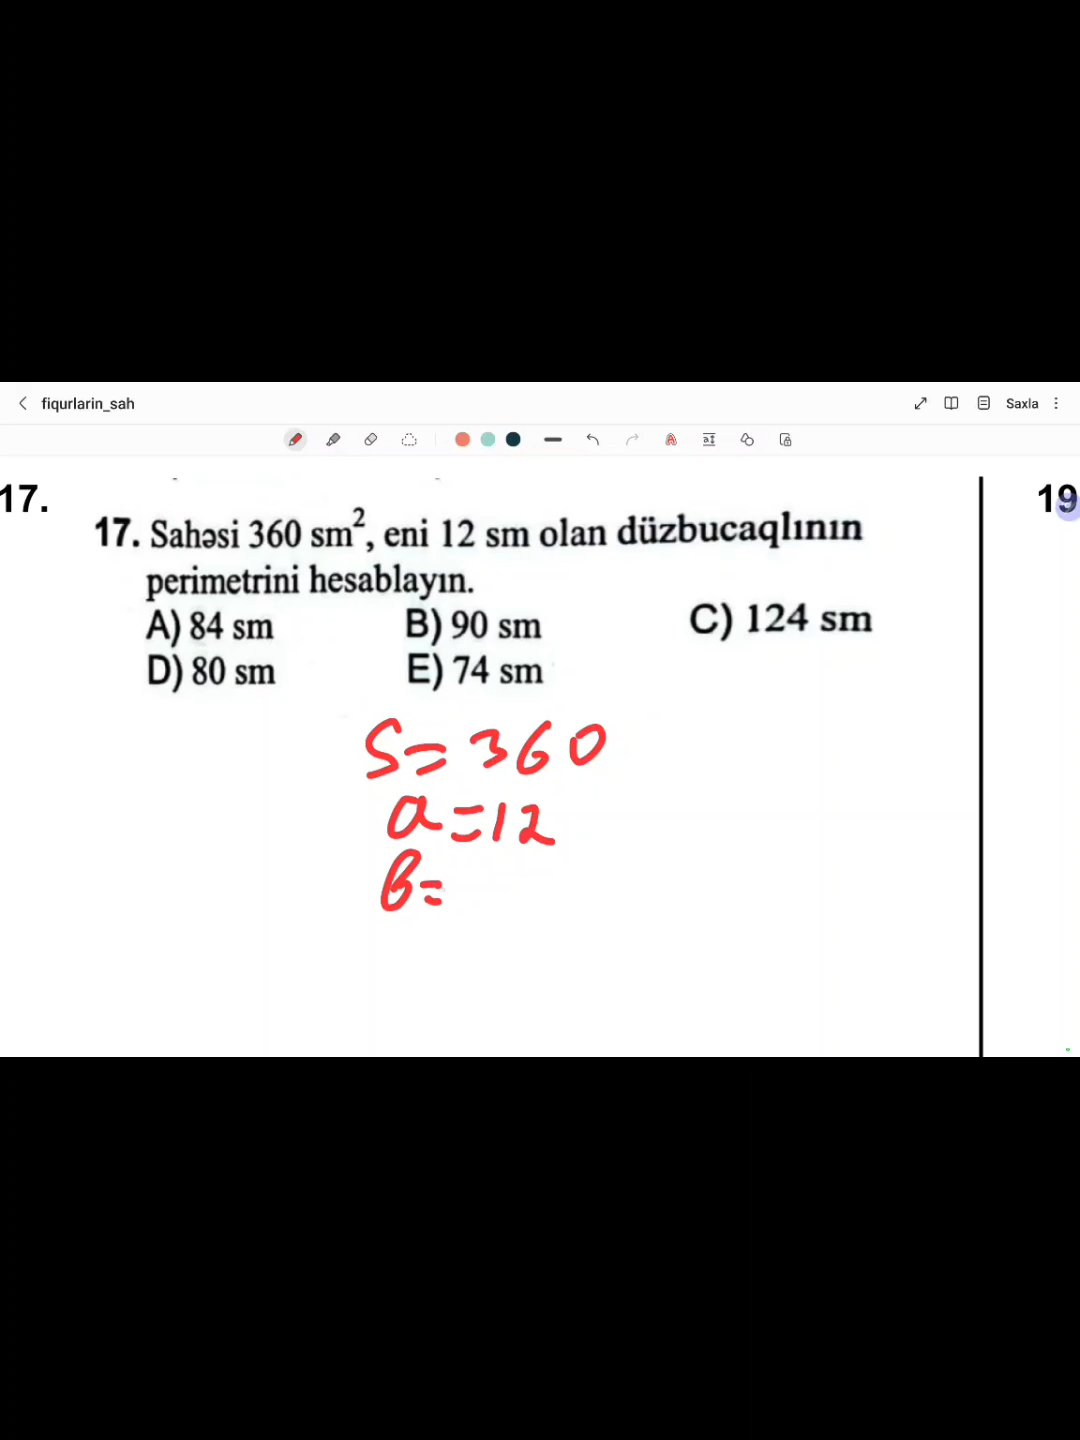 fiqurlarin_sah
Saxla
17.
19
17. Sahəsi 360 sm², eni 12 sm olan düzbucaqlının
perimetrini hesablayın.
A) 84 sm B) 90 sm C) 124 sm
D) 80 sm E) 74 sm
S=360
a=12
b=